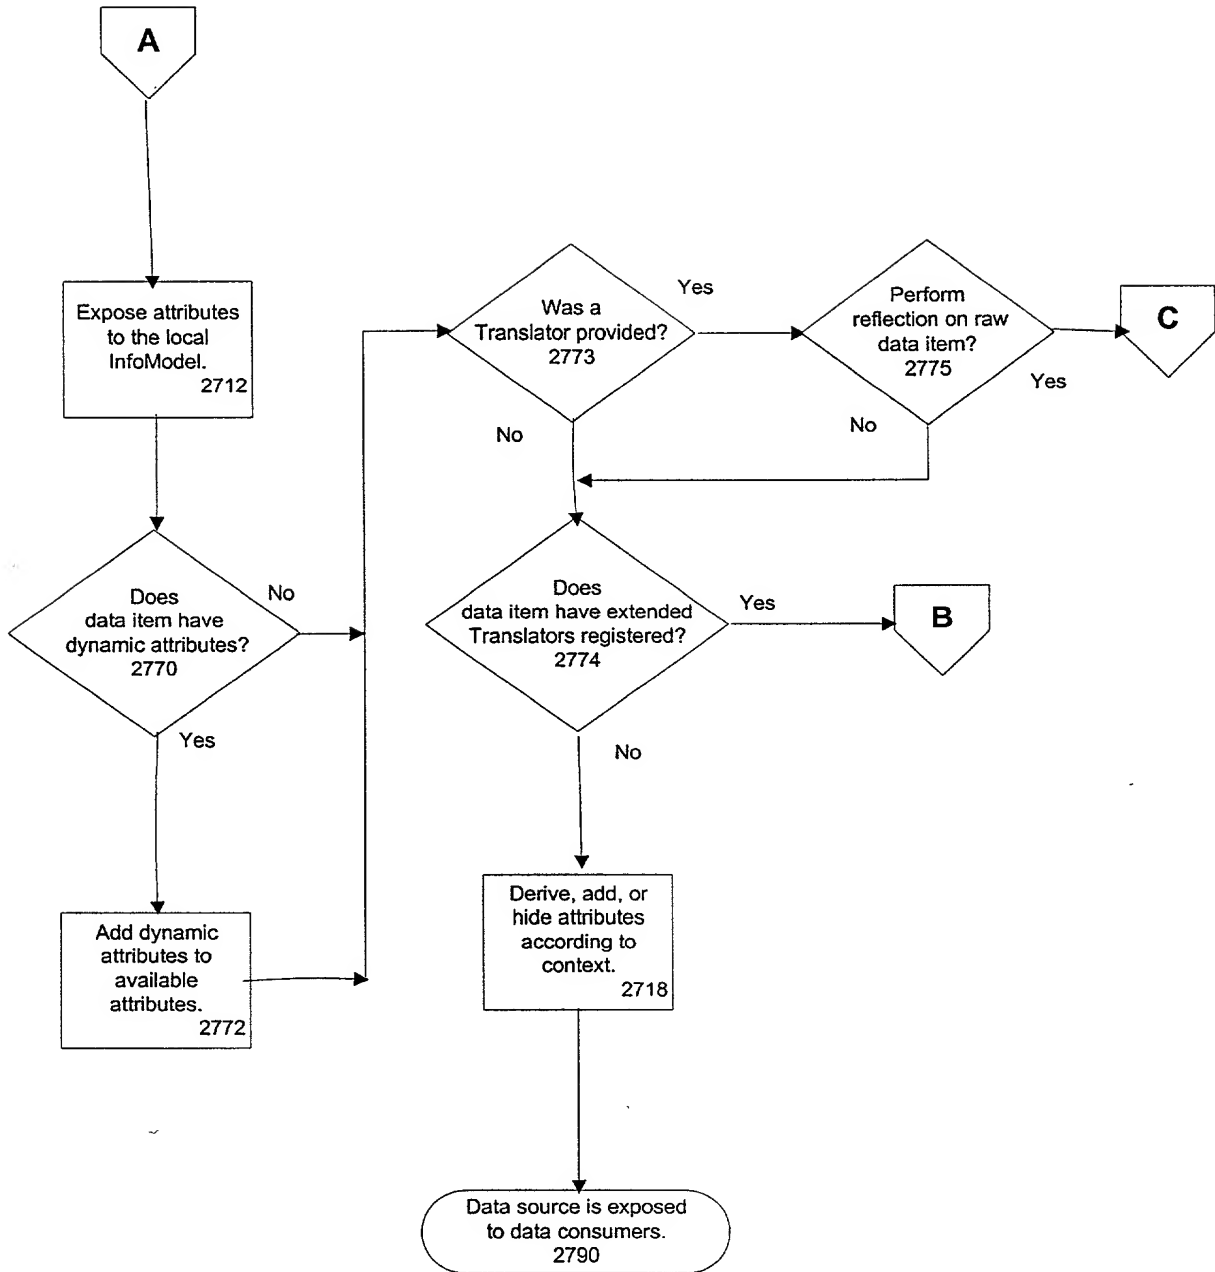 A
Expose attributes
to the local
InfoModel.
2712
Does
data item have
dynamic attributes?
2770
No
Yes
Add dynamic
attributes to
available
attributes.
2772
Was a
Translator provided?
2773
Yes
No
Perform
reflection on raw
data item?
2775
Yes
No
C
Does
data item have extended
Translators registered?
2774
Yes
No
B
Derive, add, or
hide attributes
according to
context.
2718
Data source is exposed
to data consumers.
2790